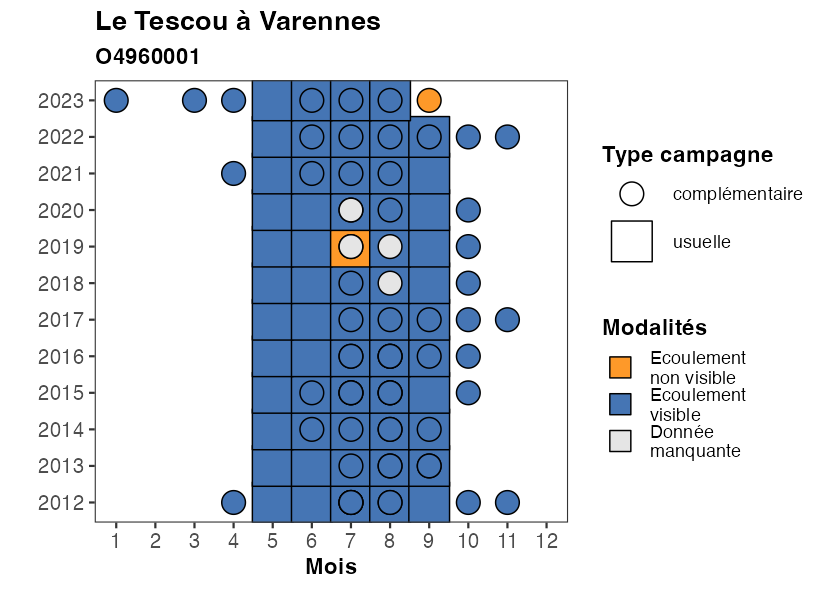 Le Tescou à Varennes
O4960001
2023
2022
2021
2020
2019
2018
2017
2016
2015
2014
2013
2012
1 2 3 4 5 6 7 8 9 10 11 12
Mois
Type campagne
complémentaire
usuelle
Modalités
Ecoulement
non visible
Ecoulement
visible
Donnée
manquante